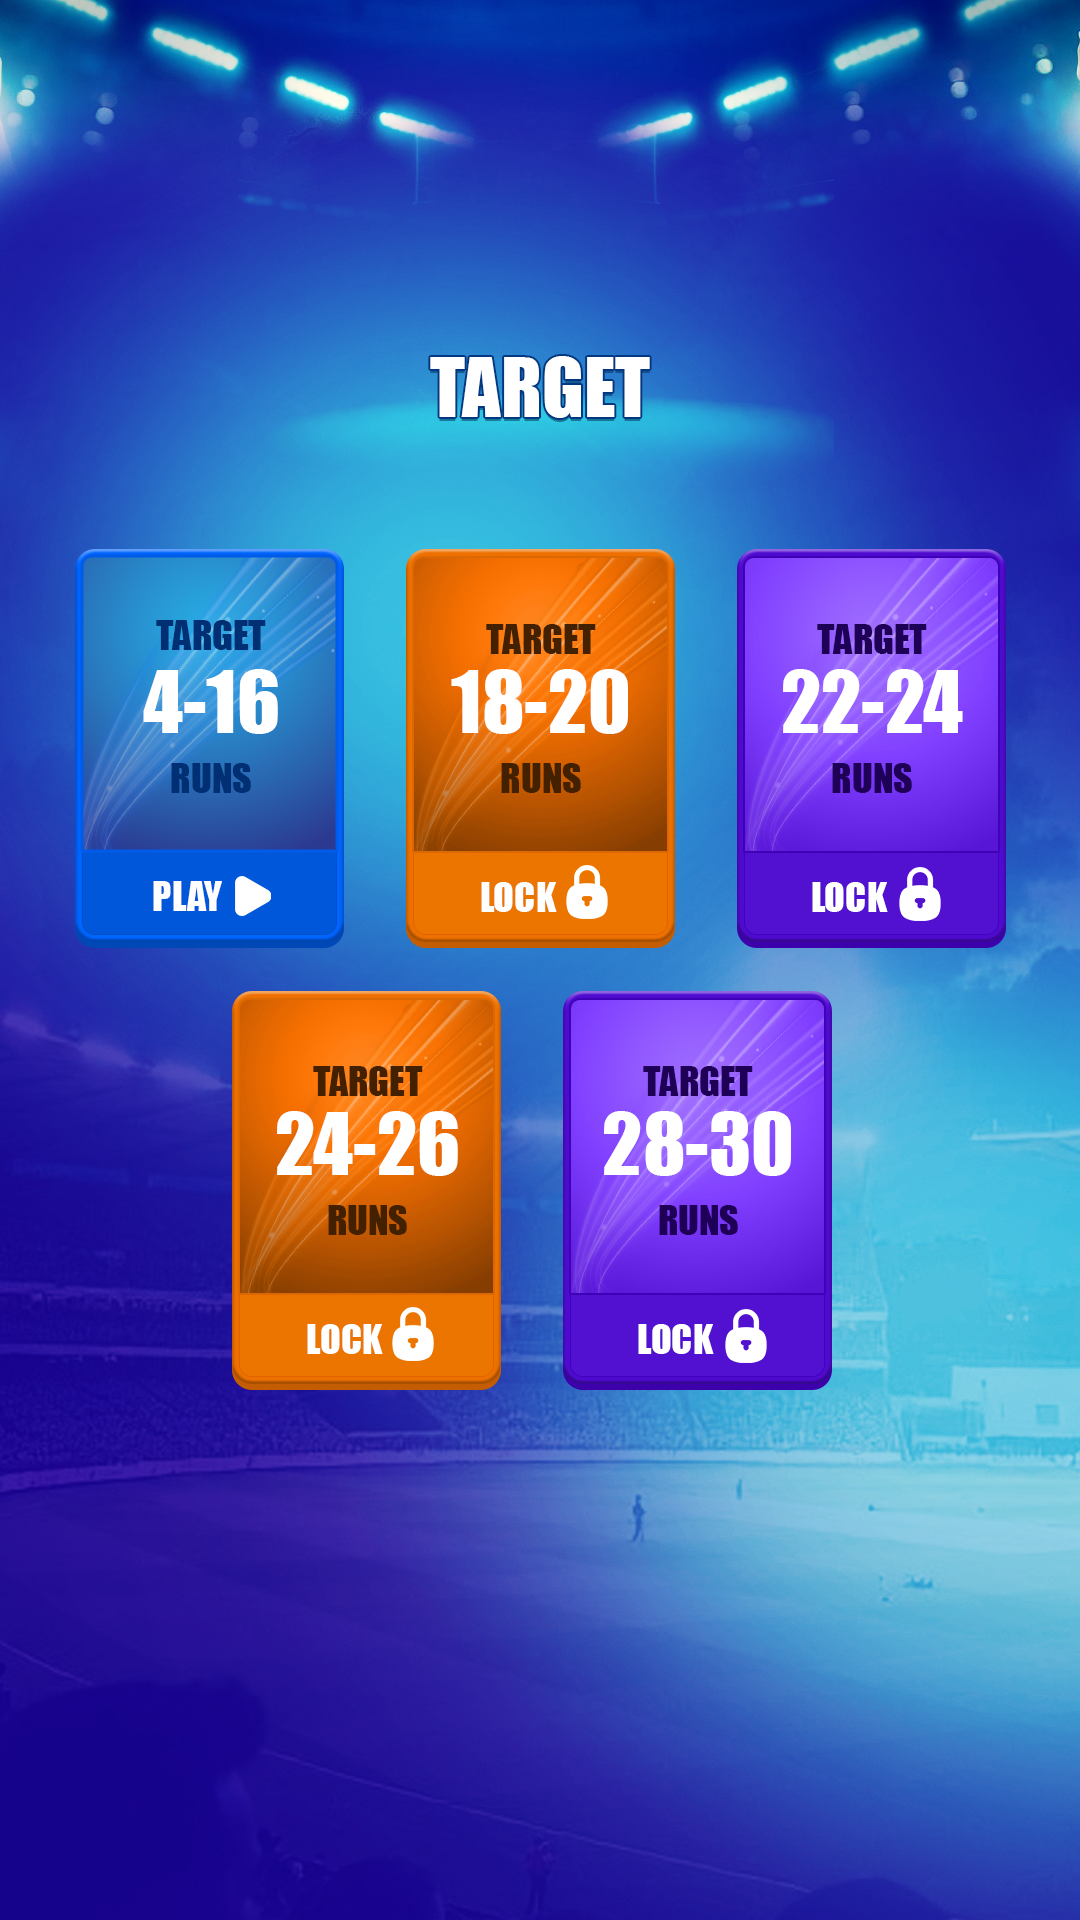 TARGET
TARGET
4-16
RUNS
PLAY
TARGET
18-20
RUNS
LOCK
TARGET
22-24
RUNS
LOCK
TARGET
24-26
RUNS
LOCK
TARGET
28-30
RUNS
LOCK